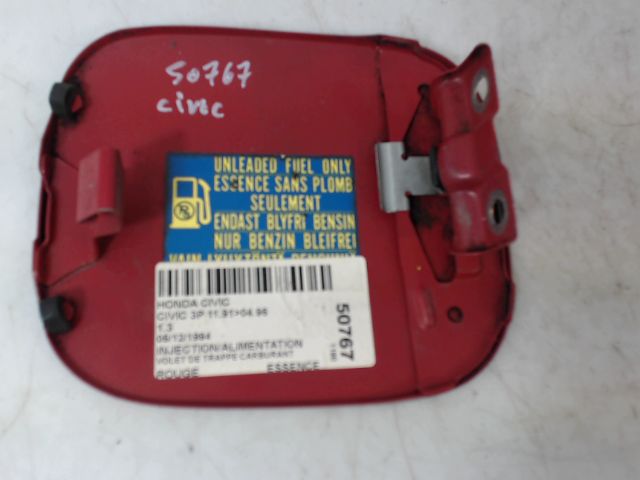 50767
civic
UNLEADED FUEL ONLY
ESSENCE SANS PLOMB
SEULEMENT
ENDAST BLYFRI BENSIN
NUR BENZIN BLEIFREI
HONDA CIVIC
CIVIC 3P 11.91>04.95
1.3
06/12/1994
INJECTION/ALIMENTATION
VOLET DE TRAPPE CARBURANT
ROUGE ESSENCE
50767